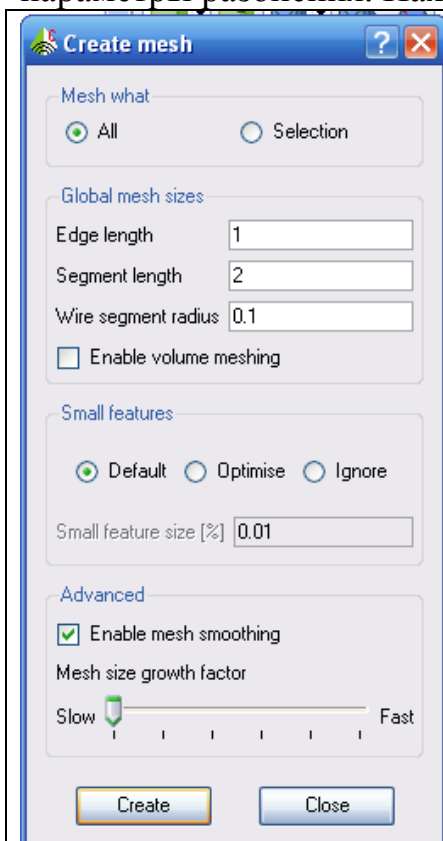 параметры разбиения.
Create mesh
Mesh what
All Selection
Global mesh sizes
Edge length 1
Segment length 2
Wire segment radius 0.1
Enable volume meshing
Small features
Default Optimise Ignore
Small feature size [%] 0.01
Advanced
Enable mesh smoothing
Mesh size growth factor
Slow Fast
Create Close